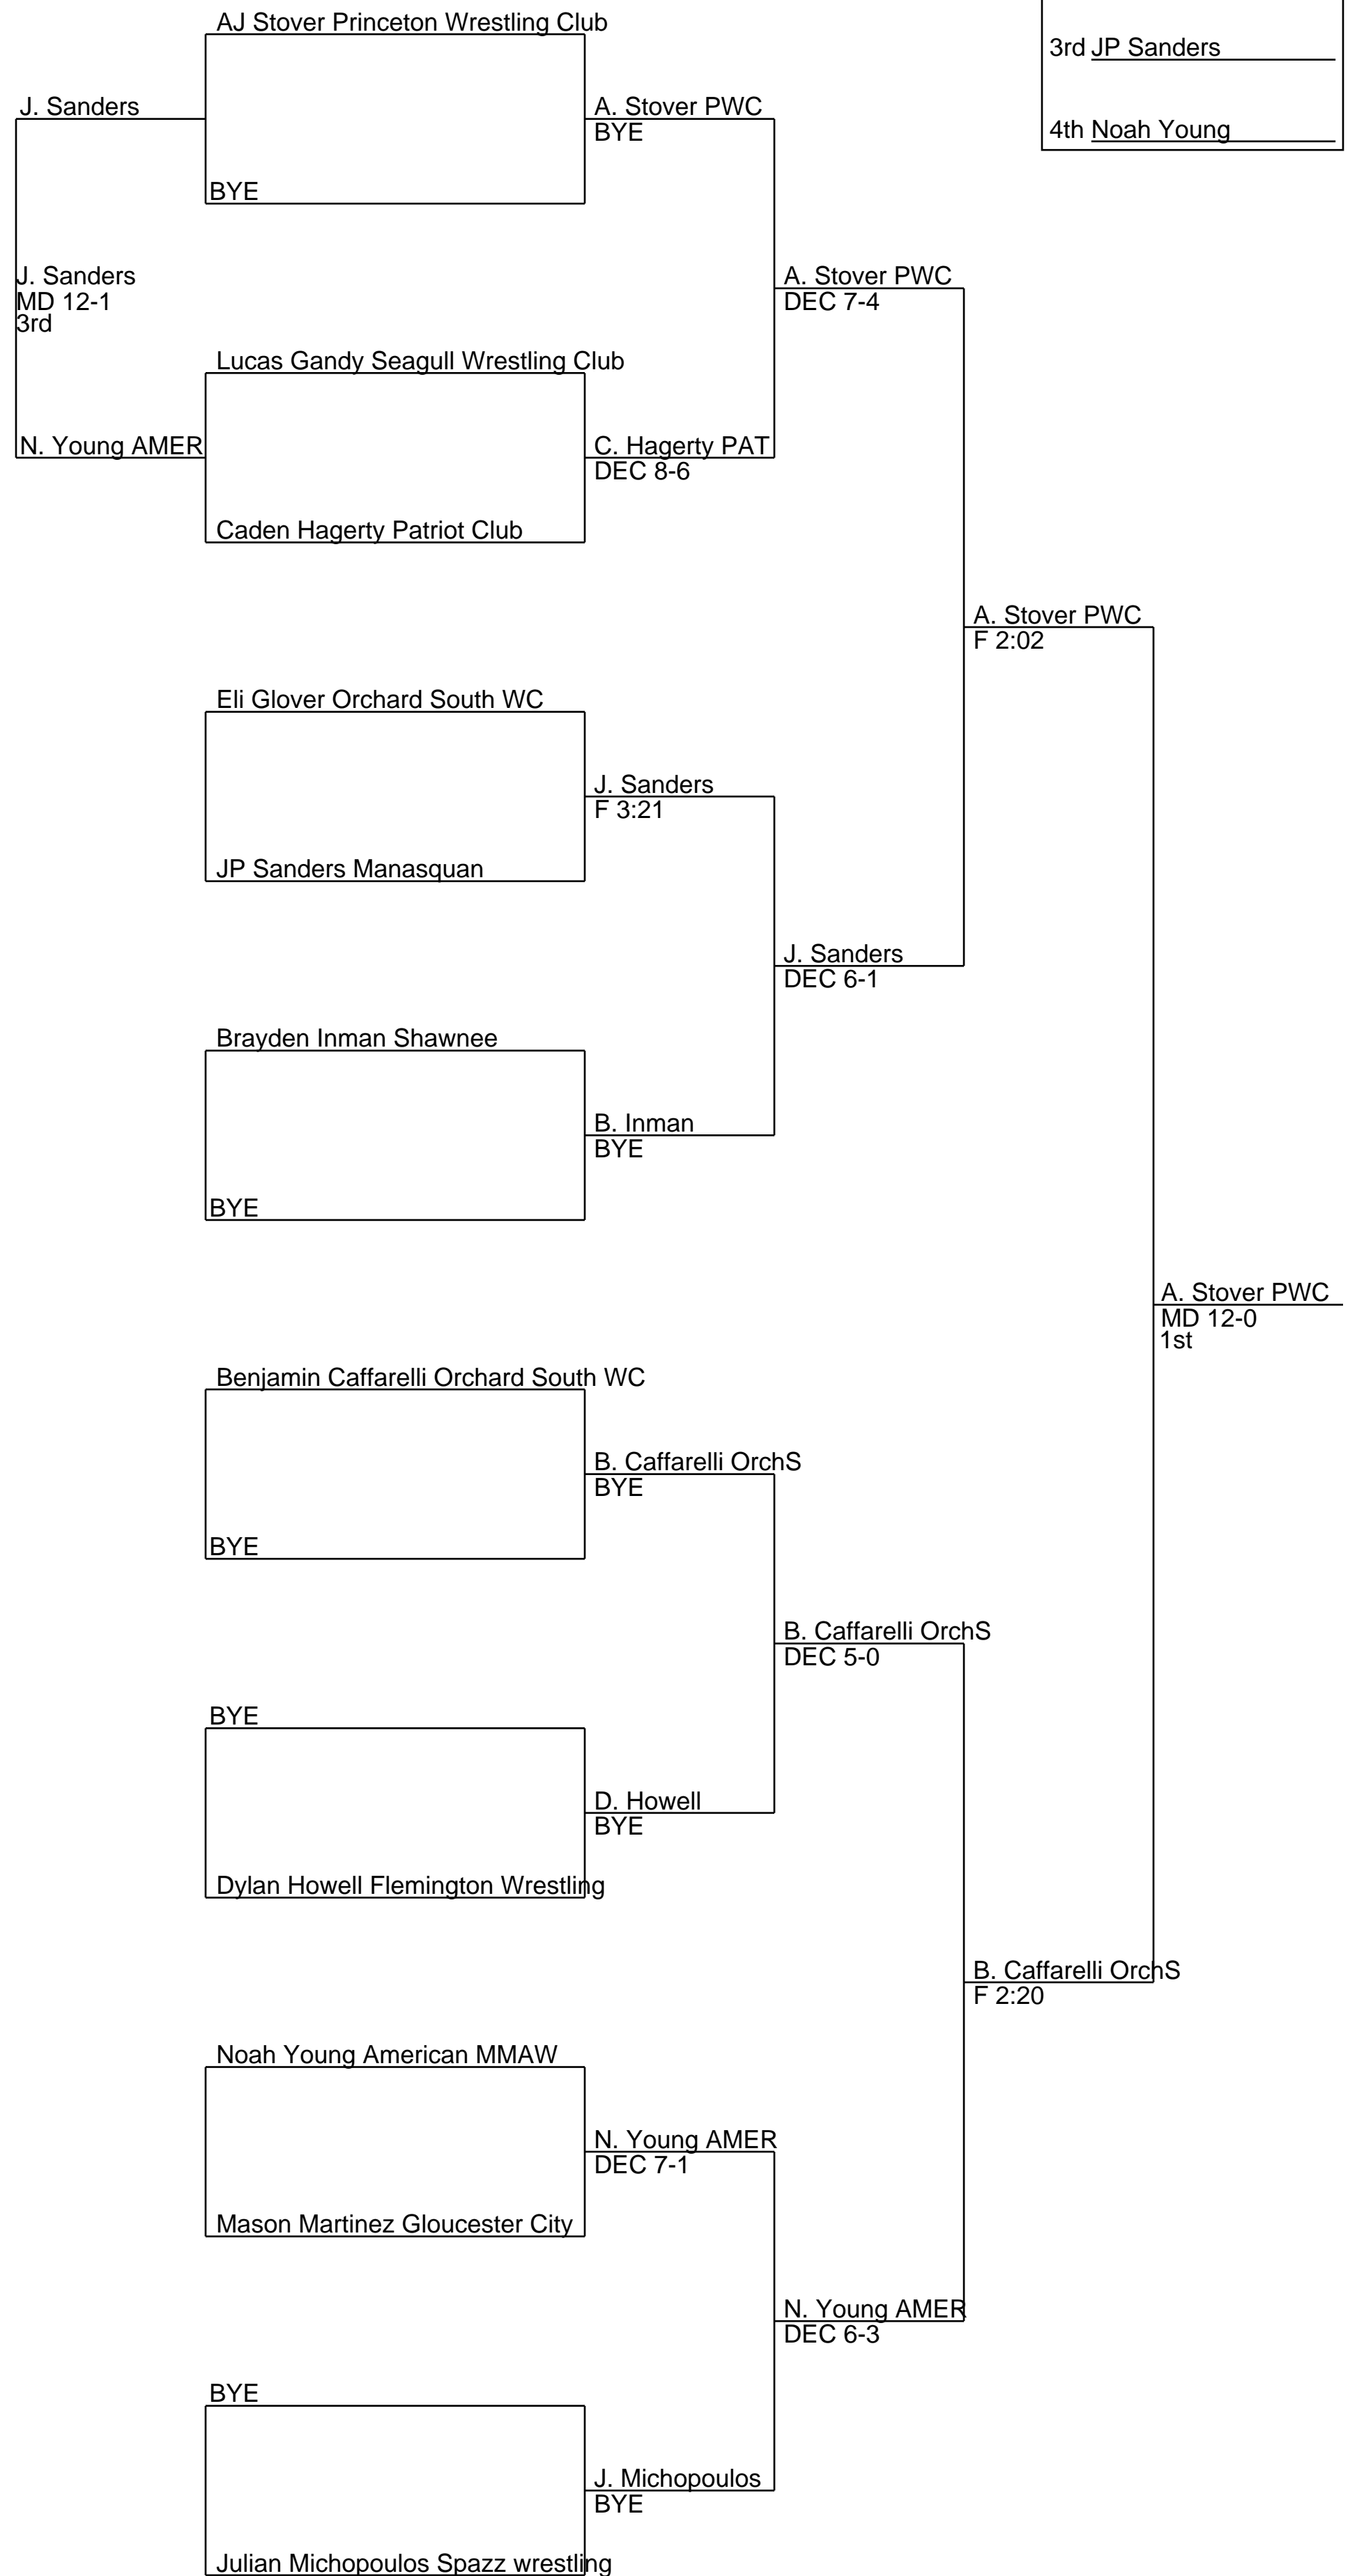 AJ Stover Princeton Wrestling Club
3rd JP Sanders
J. Sanders
A. Stover PWC
BYE
4th Noah Young
BYE
J. Sanders
MD 12-1
3rd
A. Stover PWC
DEC 7-4
Lucas Gandy Seagull Wrestling Club
N. Young AMER
C. Hagerty PAT
DEC 8-6
Caden Hagerty Patriot Club
A. Stover PWC
F 2:02
Eli Glover Orchard South WC
J. Sanders
F 3:21
JP Sanders Manasquan
J. Sanders
DEC 6-1
Brayden Inman Shawnee
B. Inman
BYE
BYE
A. Stover PWC
MD 12-0
1st
Benjamin Caffarelli Orchard South WC
B. Caffarelli OrchS
BYE
BYE
B. Caffarelli OrchS
DEC 5-0
BYE
D. Howell
BYE
Dylan Howell Flemington Wrestling
B. Caffarelli OrchS
F 2:20
Noah Young American MMAW
N. Young AMER
DEC 7-1
Mason Martinez Gloucester City
N. Young AMER
DEC 6-3
BYE
J. Michopoulos
BYE
Julian Michopoulos Spazz wrestling